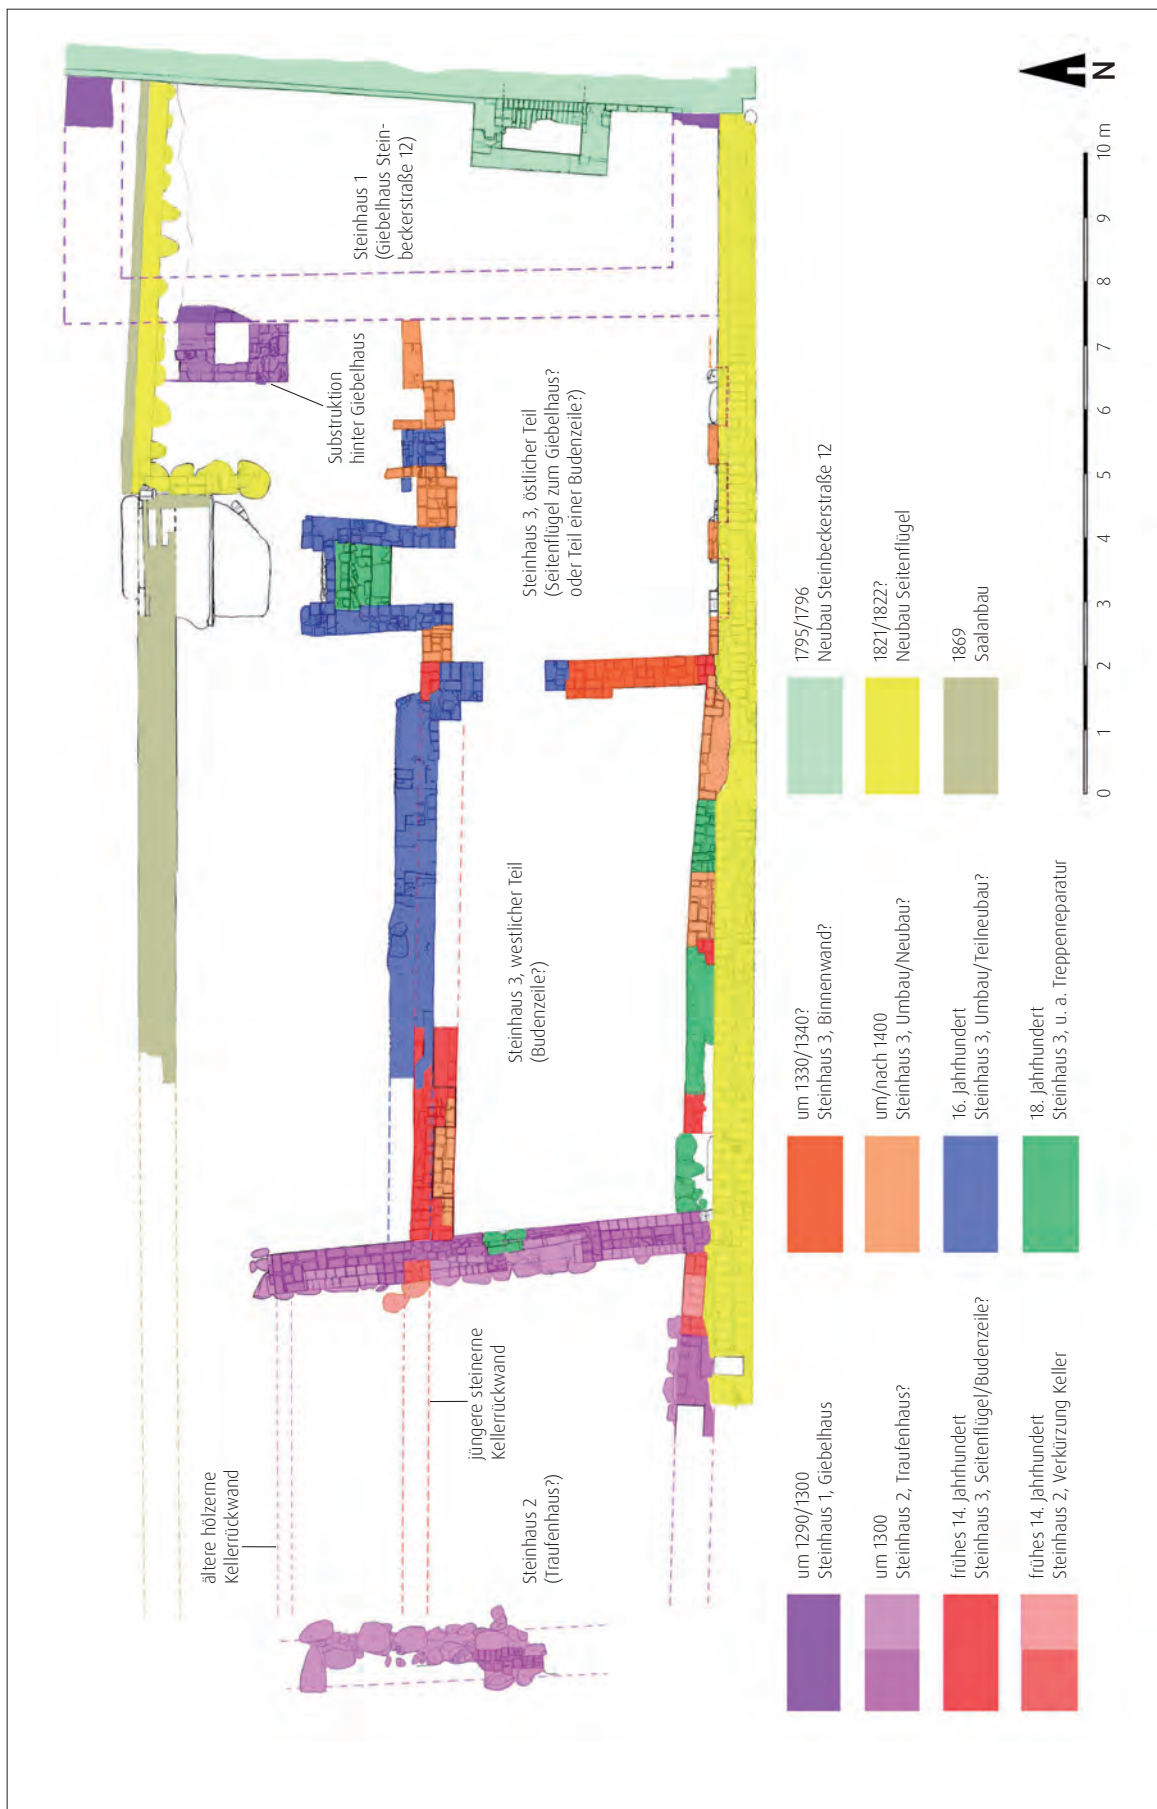 ältere hölzerne
Kellerrückwand
jüngere steinerne
Kellerrückwand
Steinhaus 2
(Traufenhaus?)
Steinhaus 3, westlicher Teil
(Budenzeile?)
Substruktion
hinter Giebelhaus
Steinhaus 3, östlicher Teil
(Seitenflügel zum Giebelhaus?
oder Teil einer Budenzeile?)
Steinhaus 1
(Giebelhaus Stein-
beckerstraße 12)
um 1290/1300
Steinhaus 1, Giebelhaus
um 1300
Steinhaus 2, Traufenhaus?
frühes 14. Jahrhundert
Steinhaus 3, Seitenflügel/Budenzeile?
frühes 14. Jahrhundert
Steinhaus 2, Verkürzung Keller
um 1330/1340?
Steinhaus 3, Binnenwand?
um/nach 1400
Steinhaus 3, Umbau/Neubau?
16. Jahrhundert
Steinhaus 3, Umbau/Teilneubau?
18. Jahrhundert
Steinhaus 3, u. a. Treppenreparatur
1795/1796
Neubau Steinbeckerstraße 12
1821/1822?
Neubau Seitenflügel
1869
Saalanbau
0 1 2 3 4 5 6 7 8 9 10 m
N